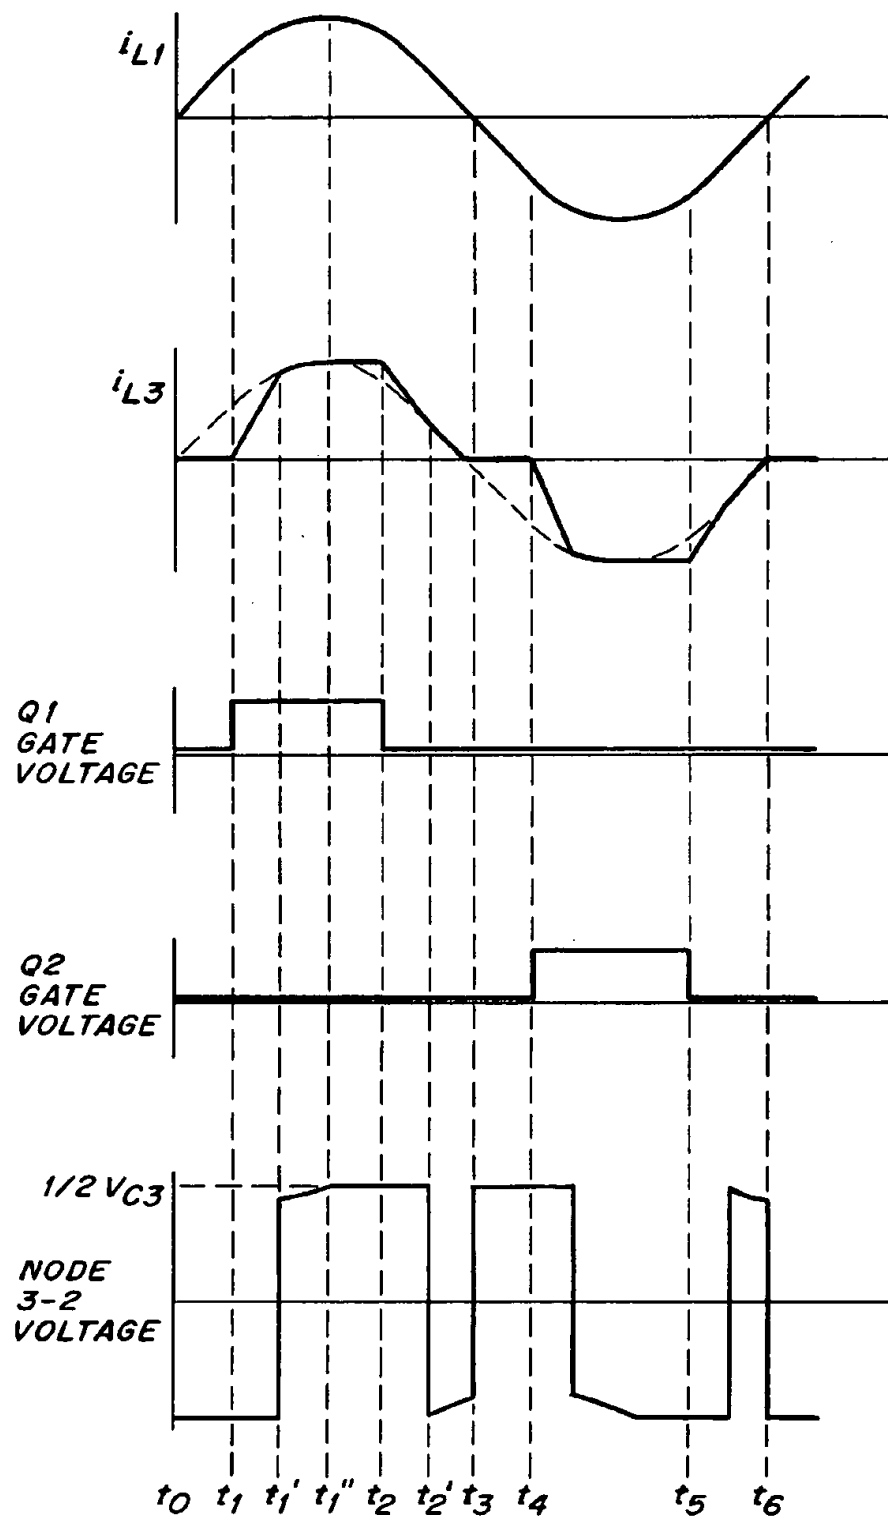 iL1
iL3
Q1
GATE
VOLTAGE
Q2
GATE
VOLTAGE
1/2 VC3
NODE
3-2
VOLTAGE
t0 t1 t1' t1'' t2 t2' t3 t4 t5 t6